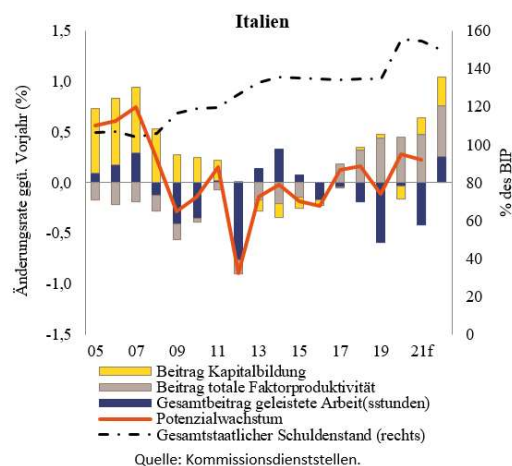 Italien
Änderungsrate ggü. Vorjahr (%)
1,5
1,0
0,5
0,0
-0,5
-1,0
-1,5
160
140
120
100
80
60
40
20
0
% des BIP
05 07 09 11 13 15 17 19 21f
Beitrag Kapitalbildung
Beitrag totale Faktorproduktivität
Gesamtbeitrag geleistete Arbeit(sstunden)
Potenzialwachstum
Gesamtstaatlicher Schuldenstand (rechts)
Quelle: Kommissionsdienststellen.